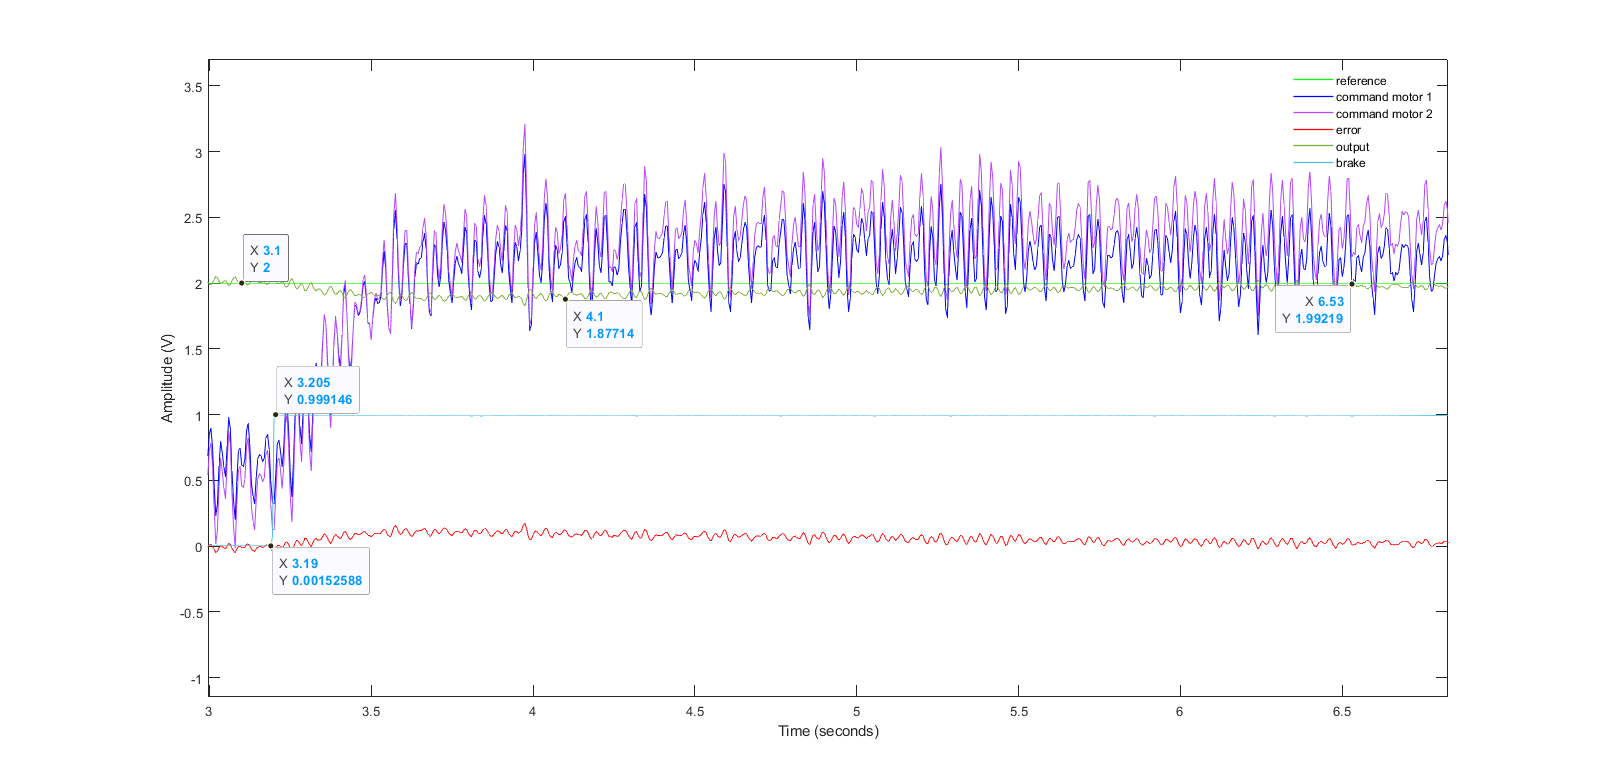 3.5
3
2.5
2
1.5
1
0.5
0
-0.5
-1
Amplitude (V)
3
3.5
4
4.5
5
5.5
6
6.5
Time (seconds)
reference
command motor 1
command motor 2
error
output
brake
X 3.1
Y 2
X 4.1
Y 1.87714
X 6.53
Y 1.99219
X 3.205
Y 0.999146
X 3.19
Y 0.00152588